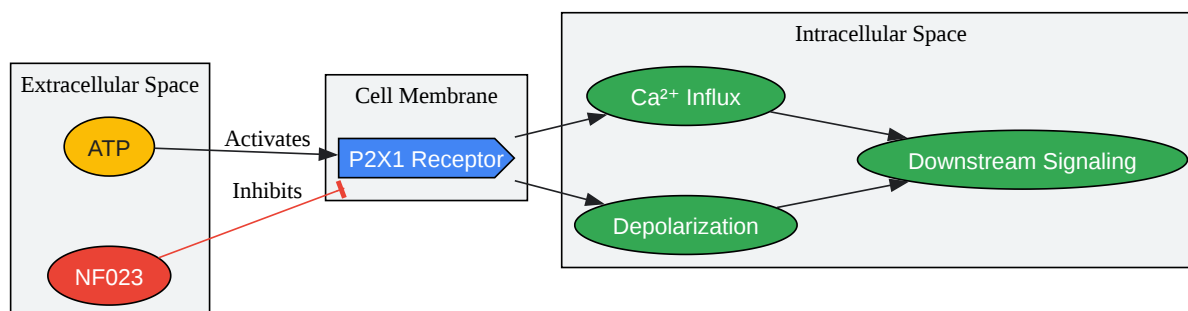 Extracellular Space
ATP
NF023
Activates
Inhibits
Cell Membrane
P2X1 Receptor
Intracellular Space
Ca²⁺ Influx
Depolarization
Downstream Signaling